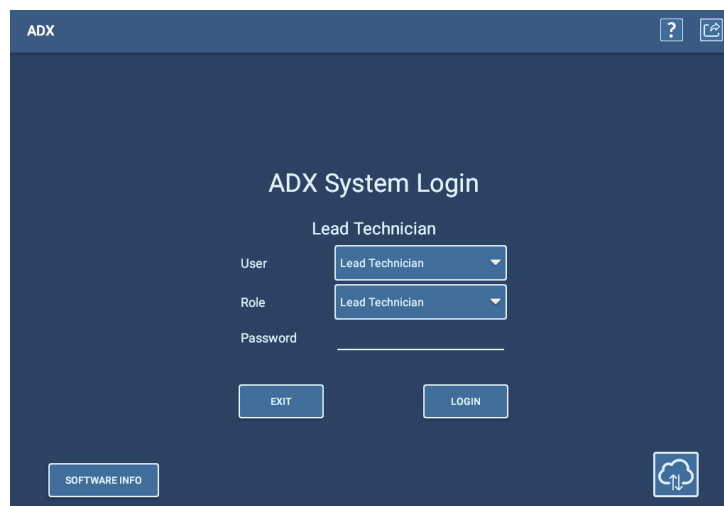 ADX
?
ADX System Login
Lead Technician
User Lead Technician
Role Lead Technician
Password
EXIT LOGIN
SOFTWARE INFO